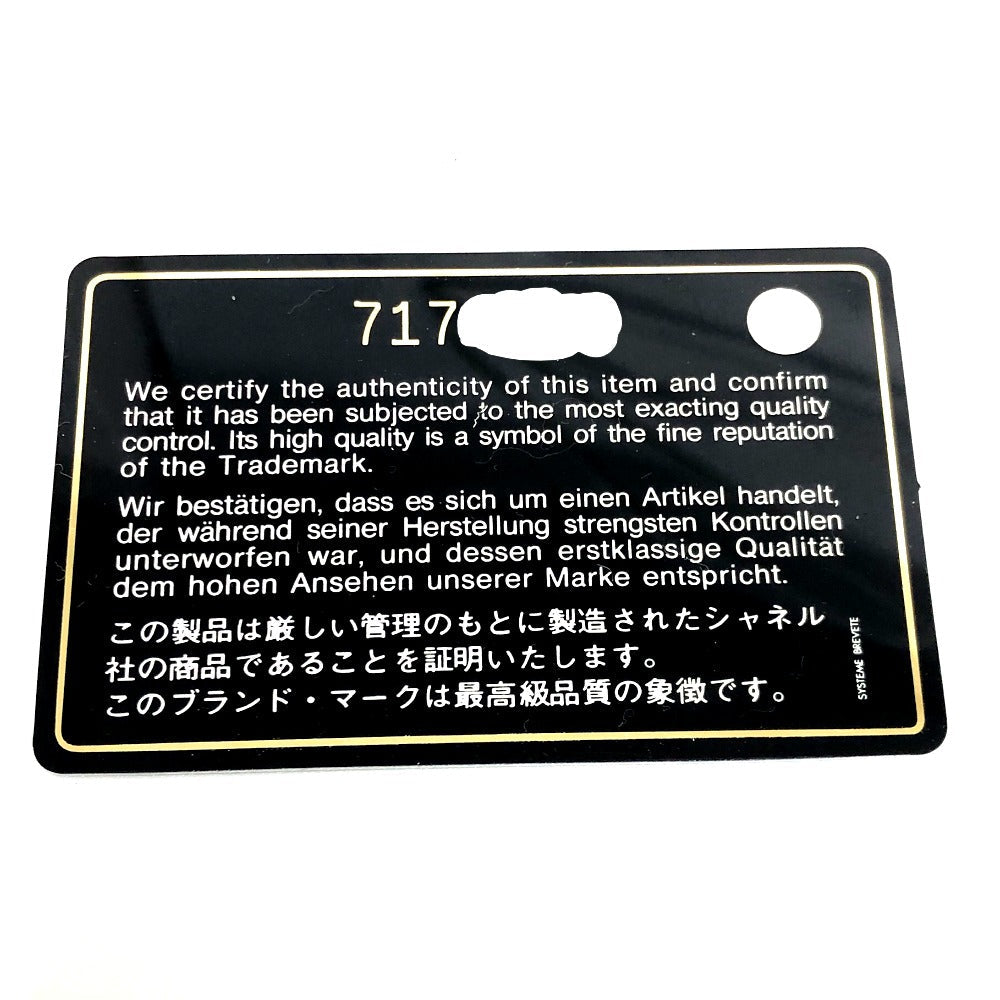 717
We certify the authenticity of this item and confirm
that it has been subjected to the most exacting quality
control. Its high quality is a symbol of the fine reputation
of the Trademark.
Wir bestätigen, dass es sich um einen Artikel handelt,
der während seiner Herstellung strengsten Kontrollen
unterworfen war, und dessen erstklassige Qualität
dem hohen Ansehen unserer Marke entspricht.
この製品は厳しい管理のもとに製造されたシャネル
社の商品であることを証明いたします。
このブランド・マークは最高級品質の象徴です。
SYSTEME BREVETE